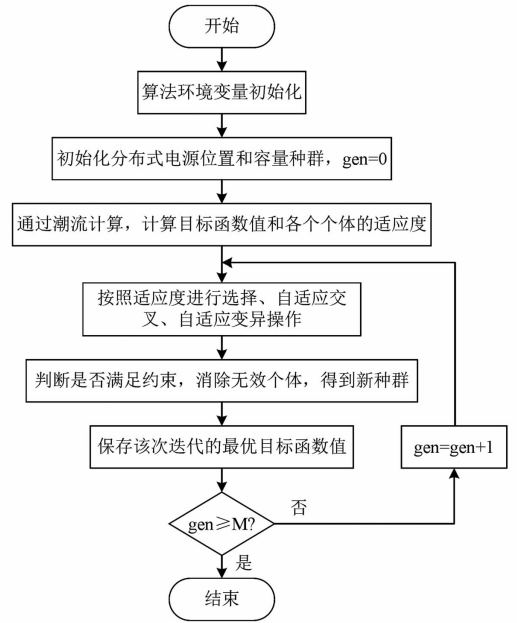 开始
算法环境变量初始化
初始化分布式电源位置和容量种群，gen=0
通过潮流计算，计算目标函数值和各个个体的适应度
按照适应度进行选择、自适应交
叉、自适应变异操作
判断是否满足约束，消除无效个体，得到新种群
保存该次迭代的最优目标函数值
gen=gen+1
gen≥M?
否
是
结束